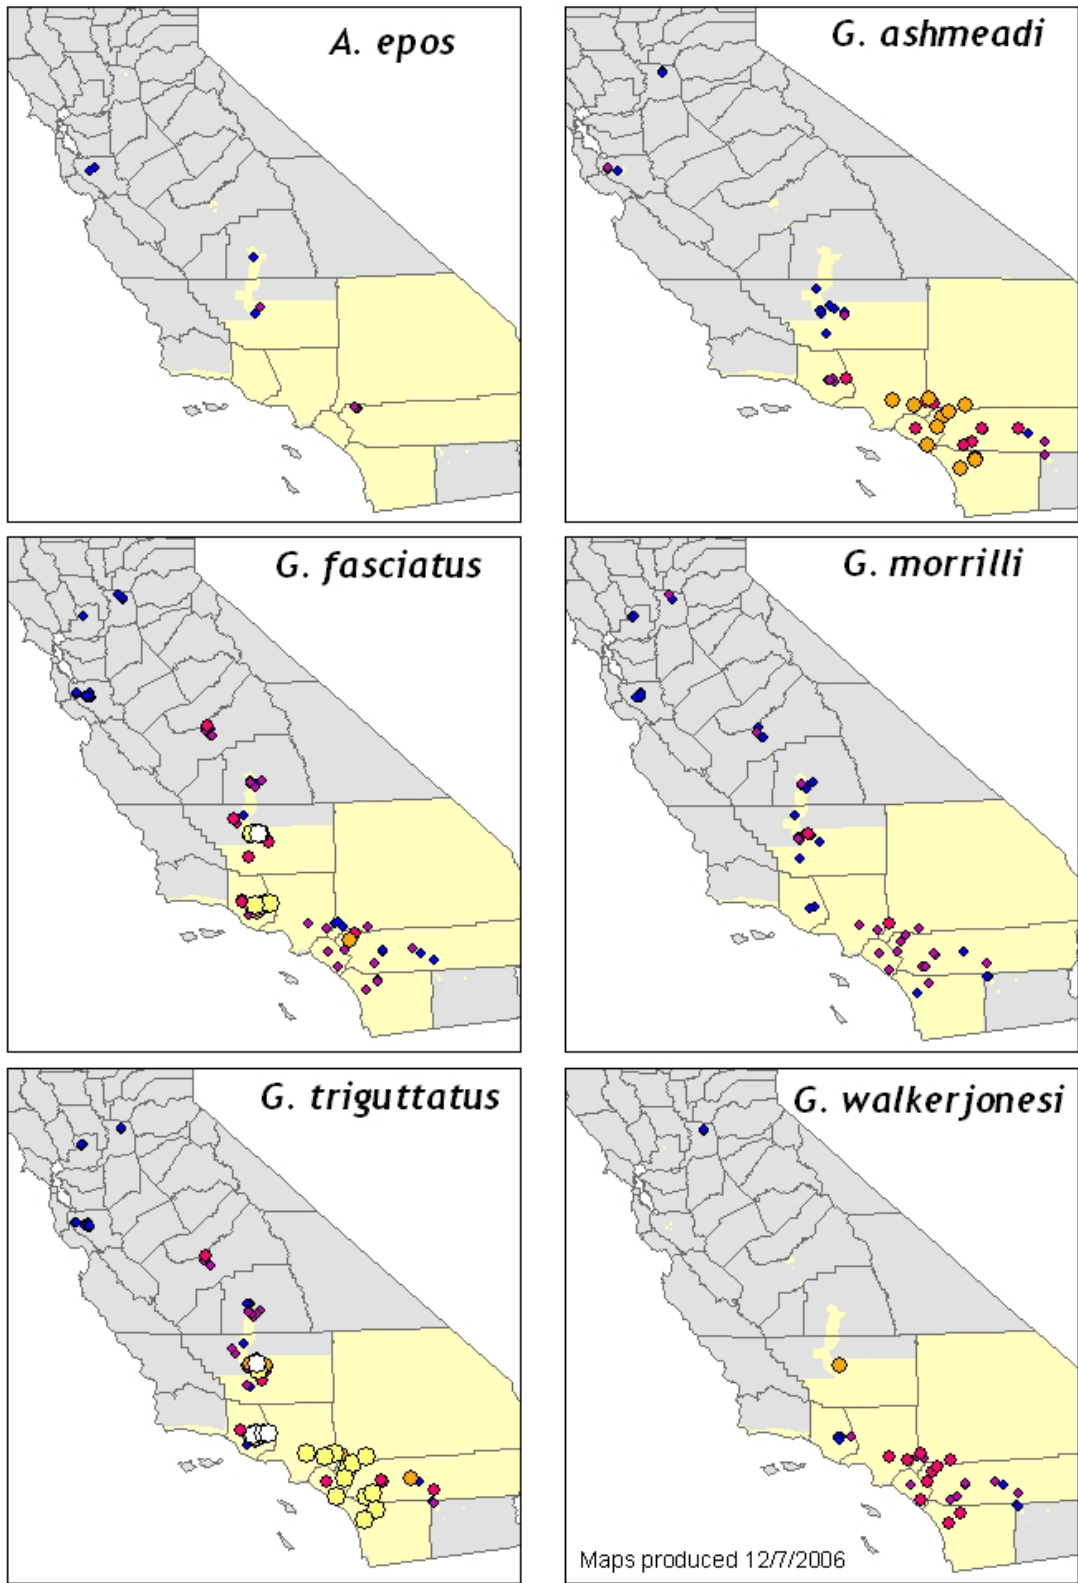 A. epos
G. ashmeadi
G. fasciatus
G. morrilli
G. triguttatus
G. walkerjonesi
Maps produced 12/7/2006